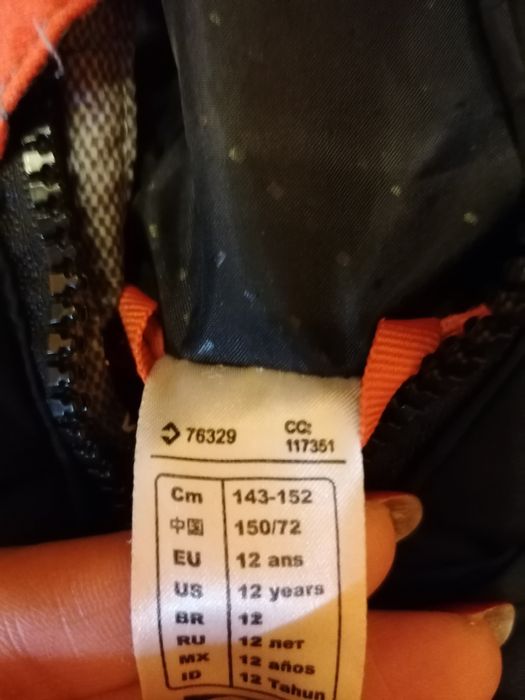 76329
CC:
117351
Cm 143-152
中国 150/72
EU 12 ans
US 12 years
BR 12
RU 12 лет
MX 12 años
ID 12 Tahun